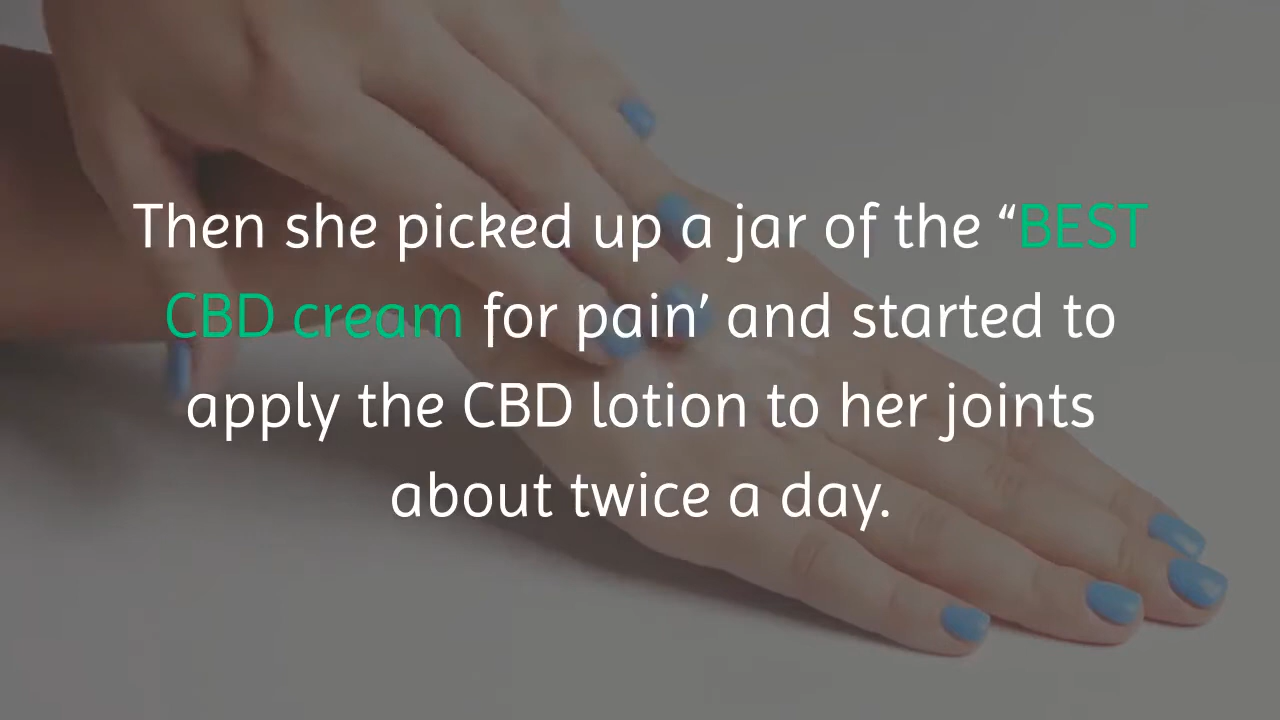 Then she picked up a jar of the “BEST
CBD cream for pain’ and started to
apply the CBD lotion to her joints
about twice a day.